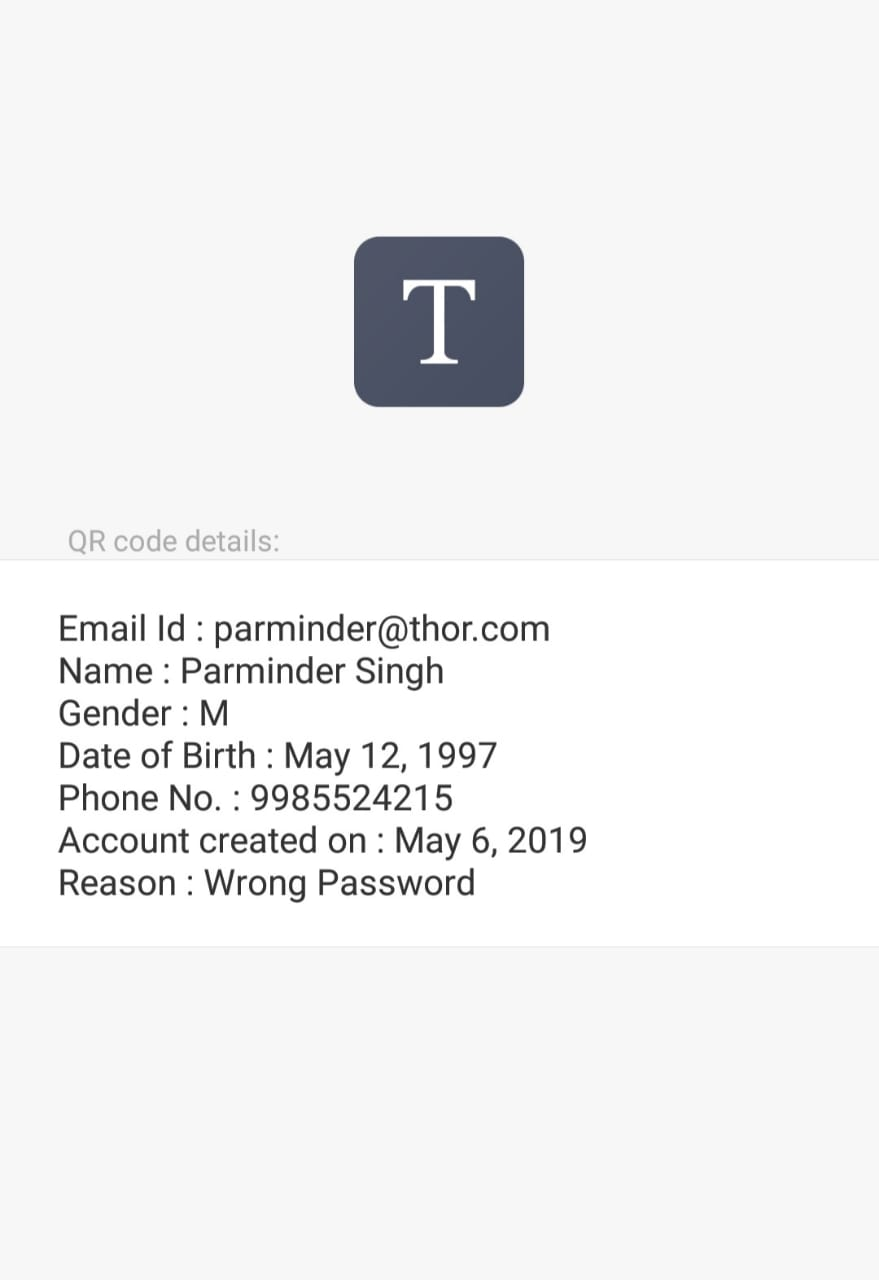 T
QR code details:
Email Id : parminder@thor.com
Name : Parminder Singh
Gender : M
Date of Birth : May 12, 1997
Phone No. : 9985524215
Account created on : May 6, 2019
Reason : Wrong Password